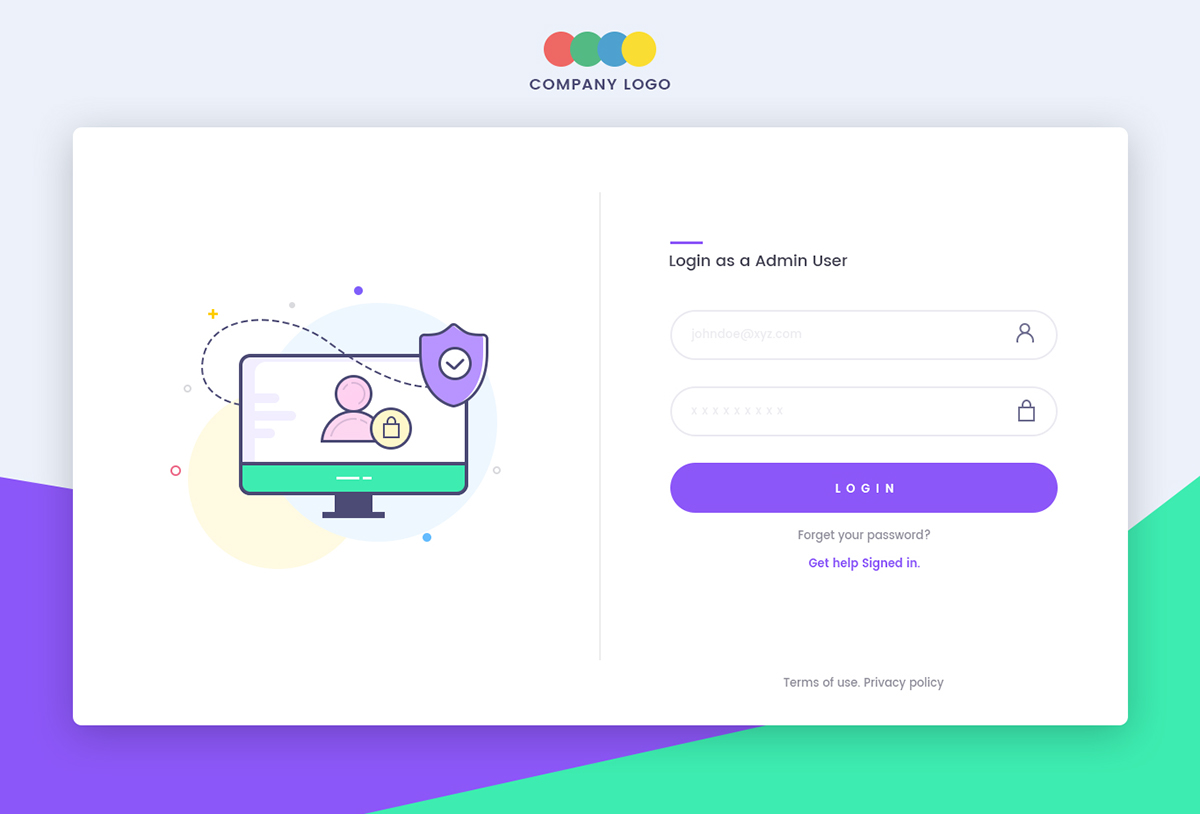 COMPANY LOGO
Login as a Admin User
johndoe@xyz.com
x x x x x x x x x
LOGIN
Forget your password?
Get help Signed in.
Terms of use. Privacy policy